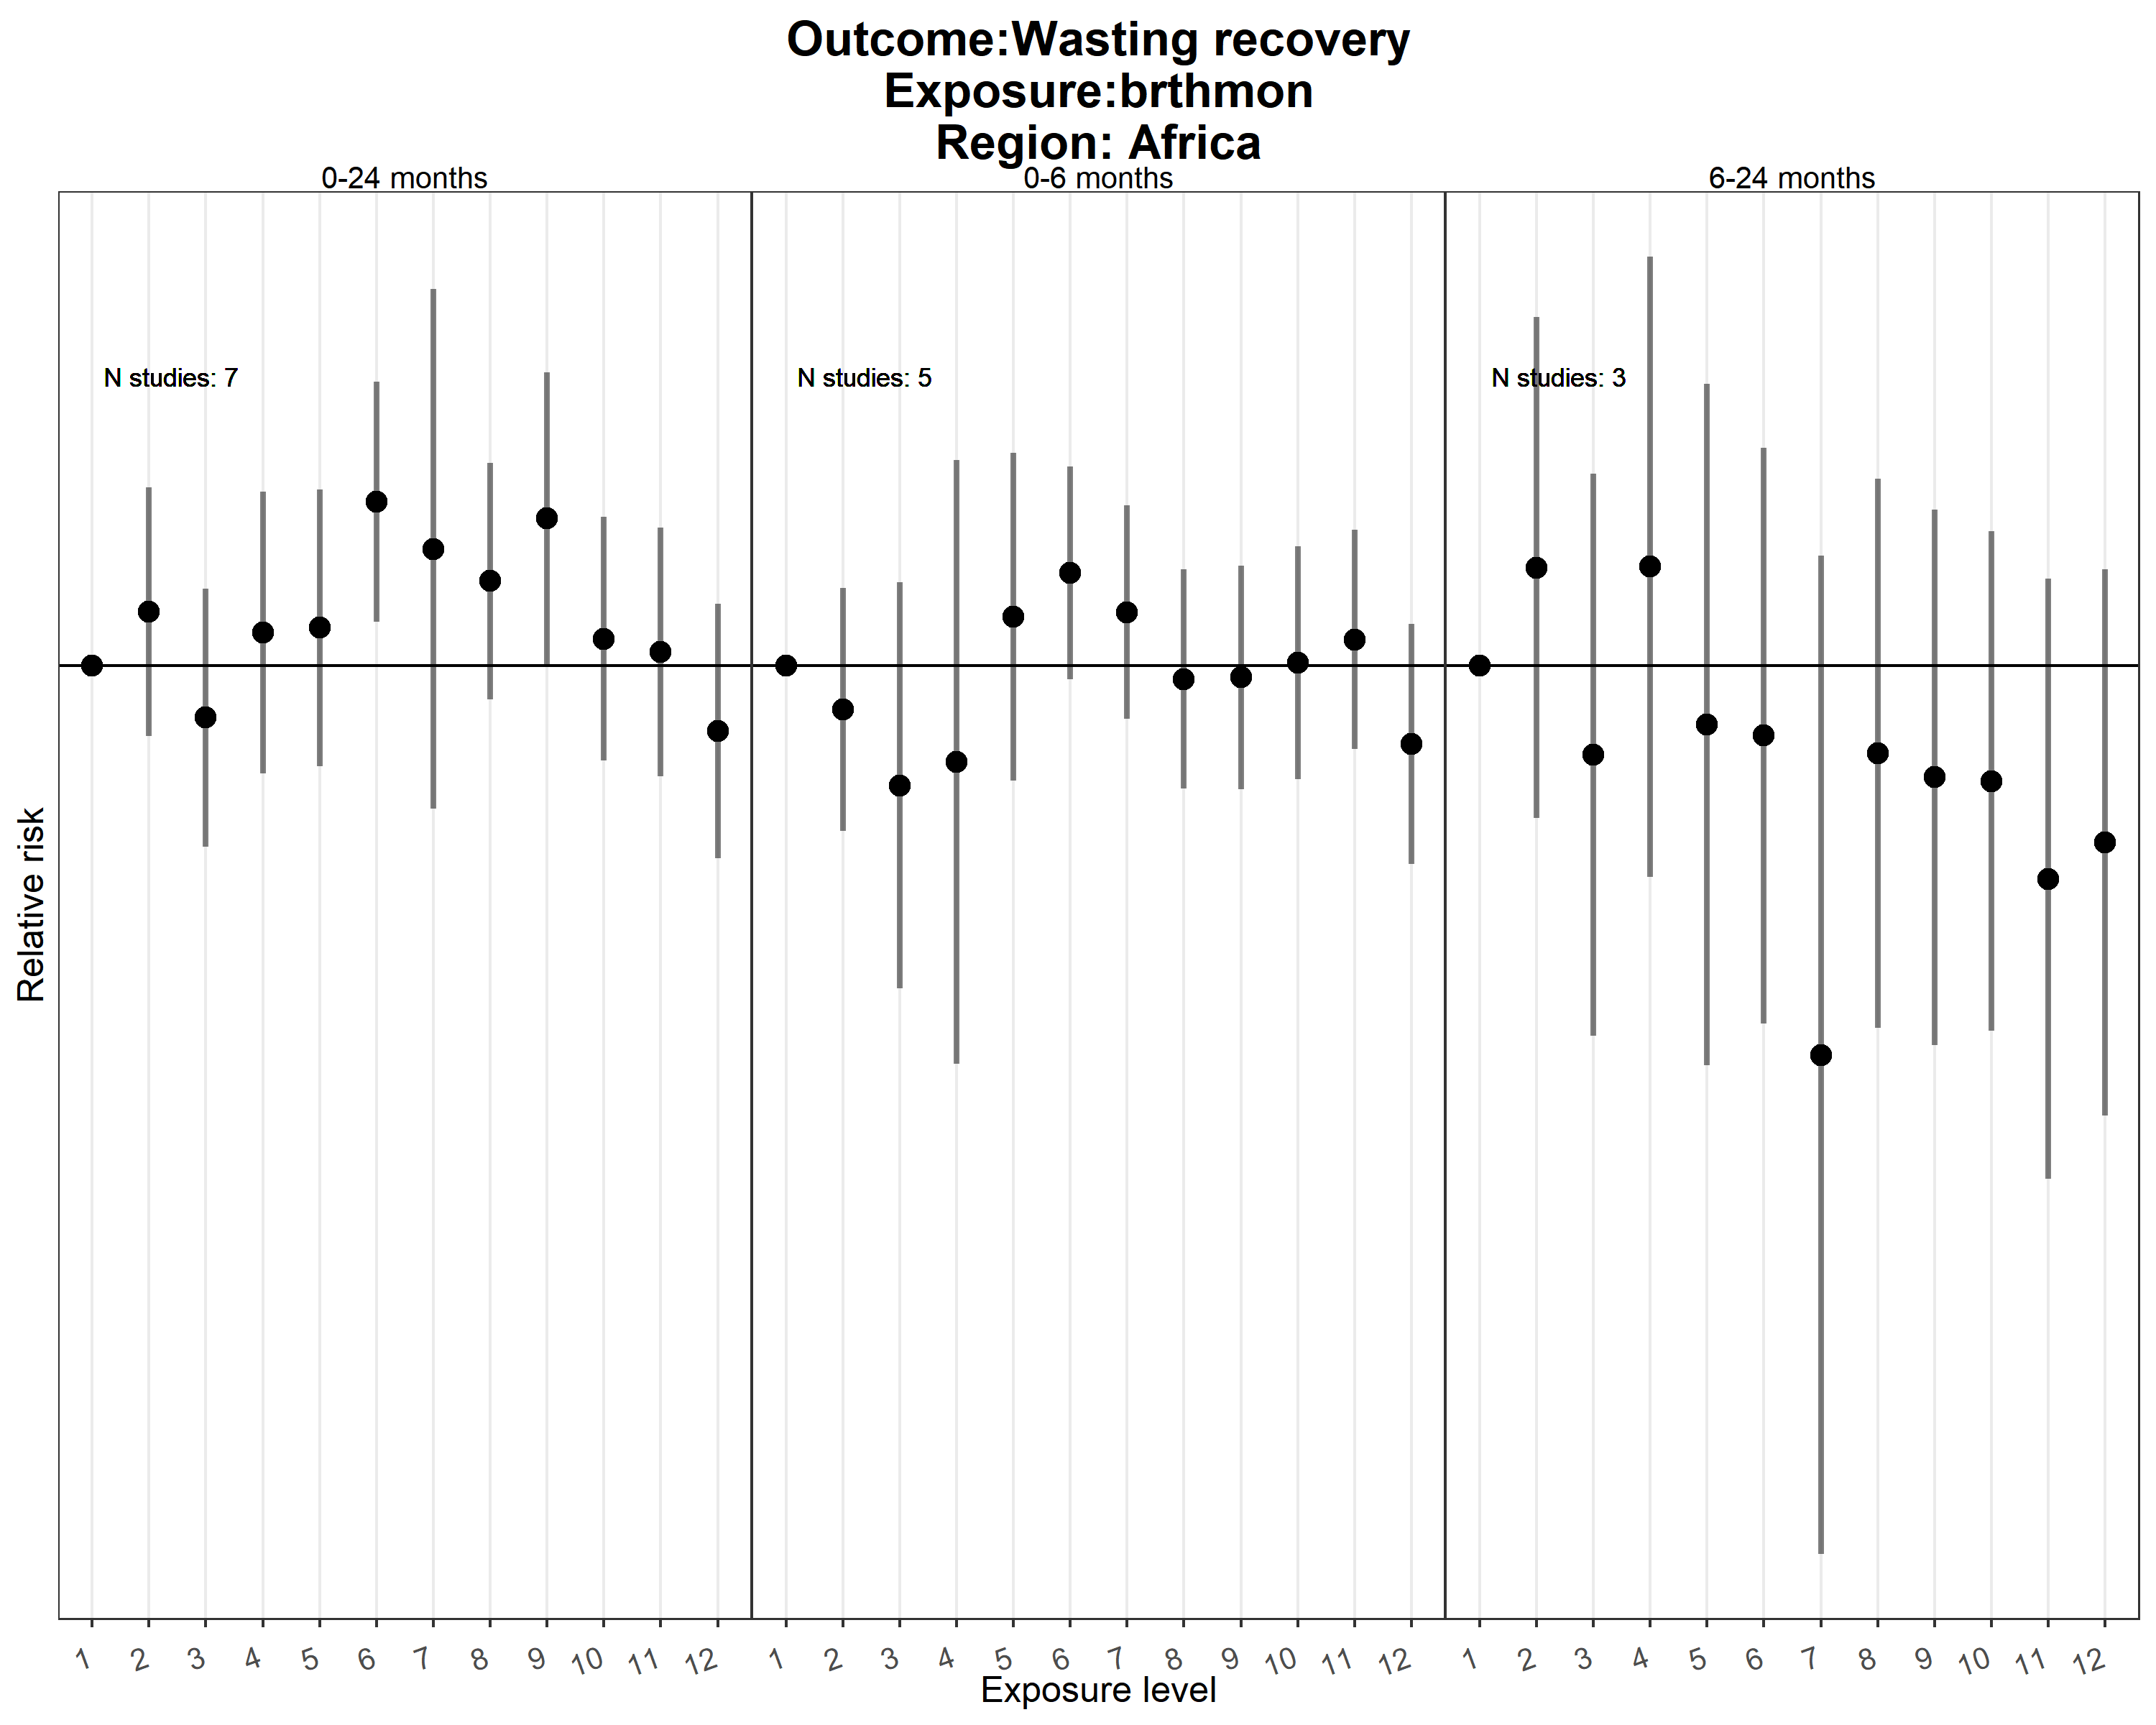 Outcome:Wasting recovery
Exposure:brthmon
Region: Africa
0-24 months 0-6 months 6-24 months
N studies: 7 N studies: 5 N studies: 3
Relative risk
1 2 3 4 5 6 7 8 9 10 11 12 1 2 3 4 5 6 7 8 9 10 11 12 1 2 3 4 5 6 7 8 9 10 11 12
Exposure level